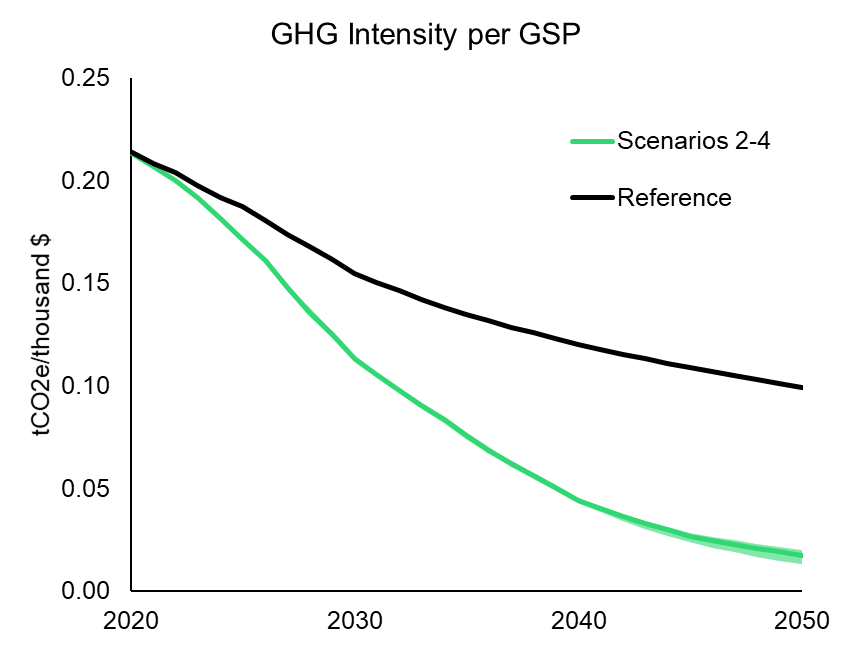 GHG Intensity per GSP
0.25
0.20
0.15
0.10
0.05
0.00
tCO2e/thousand $
Scenarios 2-4
Reference
2020
2030
2040
2050